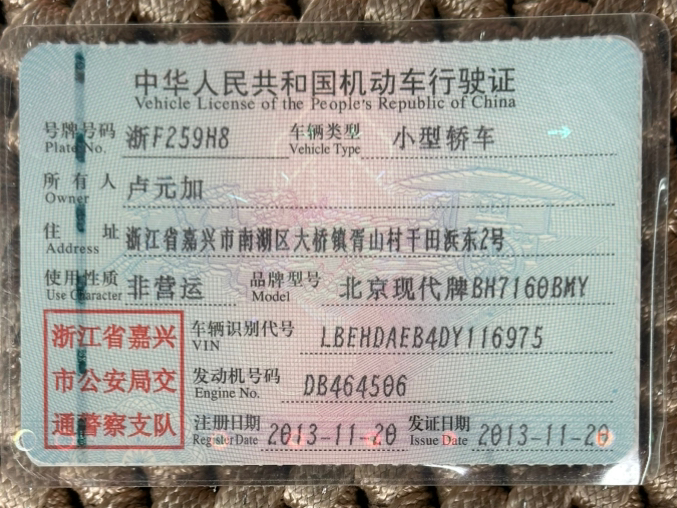 中华人民共和国机动车行驶证
Vehicle License of the People's Republic of China
号牌号码 浙F259H8 车辆类型 小型轿车
Plate No. Vehicle Type
所有人 卢元加
Owner
住址 浙江省嘉兴市南湖区大桥镇胥山村干田浜东2号
Address
使用性质 非营运 品牌型号 北京现代牌BH7160BMY
Use Character Model
浙江省嘉兴 车辆识别代号 LBEHDAEB4DY116975
VIN
市公安局交 发动机号码 DB464506
Engine No.
通警察支队 注册日期 2013-11-20 发证日期 2013-11-20
Register Date Issue Date